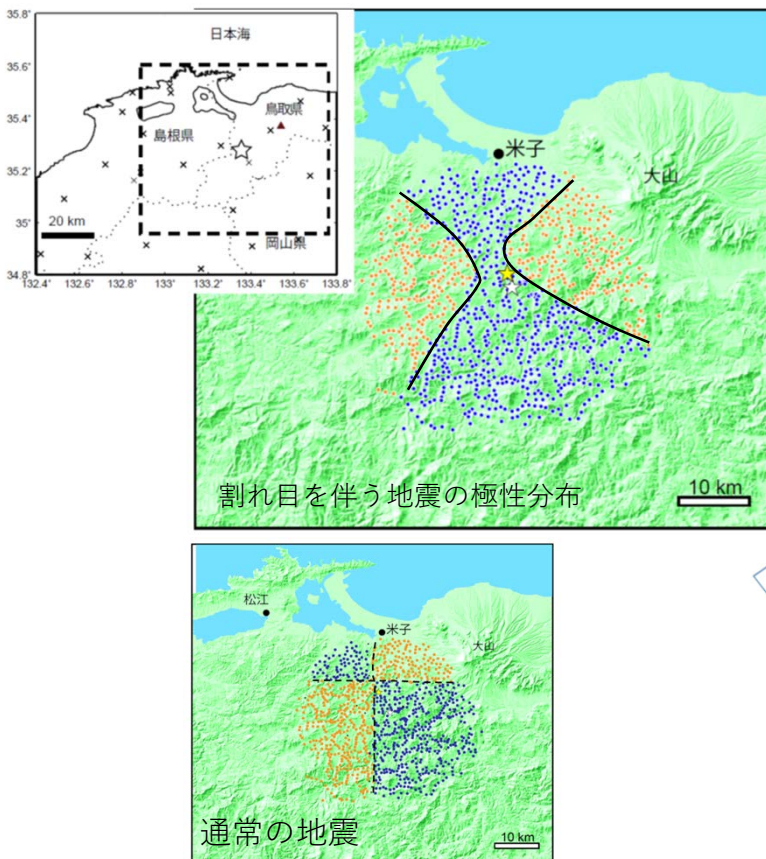 日本海
鳥取県
島根県
岡山県
20 km
35.8°
35.6°
35.4°
35.2°
35°
34.8°
132.4°
132.6°
132.8°
133°
133.2°
133.4°
133.6°
133.8°
米子
大山
割れ目を伴う地震の極性分布
10 km
松江
米子
大山
通常の地震
10 km